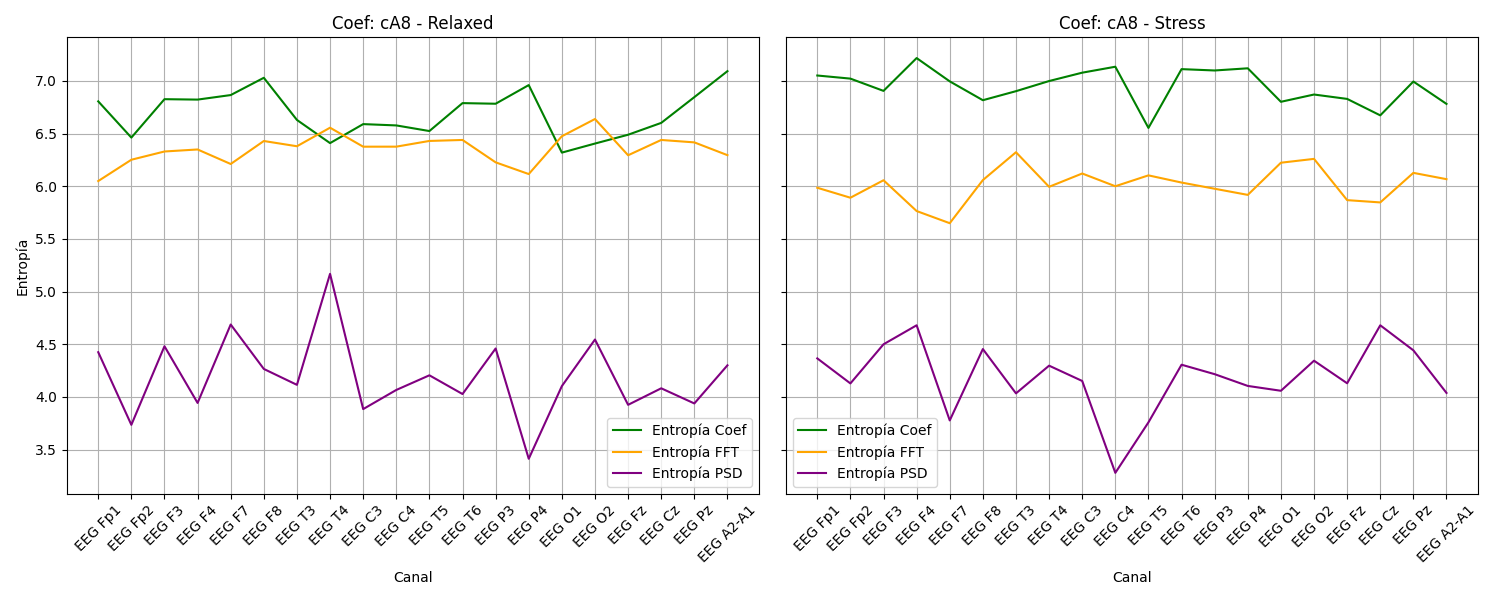 Coef: cA8 - Relaxed
Entropía
7.0
6.5
6.0
5.5
5.0
4.5
4.0
3.5
Entropía Coef
Entropía FFT
Entropía PSD
EEG Fp1
EEG Fp2
EEG F3
EEG F4
EEG F7
EEG F8
EEG T3
EEG T4
EEG C3
EEG C4
EEG T5
EEG T6
EEG P3
EEG P4
EEG O1
EEG O2
EEG Fz
EEG Cz
EEG Pz
EEG A2-A1
Canal
Coef: cA8 - Stress
Entropía Coef
Entropía FFT
Entropía PSD
EEG Fp1
EEG Fp2
EEG F3
EEG F4
EEG F7
EEG F8
EEG T3
EEG T4
EEG C3
EEG C4
EEG T5
EEG T6
EEG P3
EEG P4
EEG O1
EEG O2
EEG Fz
EEG Cz
EEG Pz
EEG A2-A1
Canal